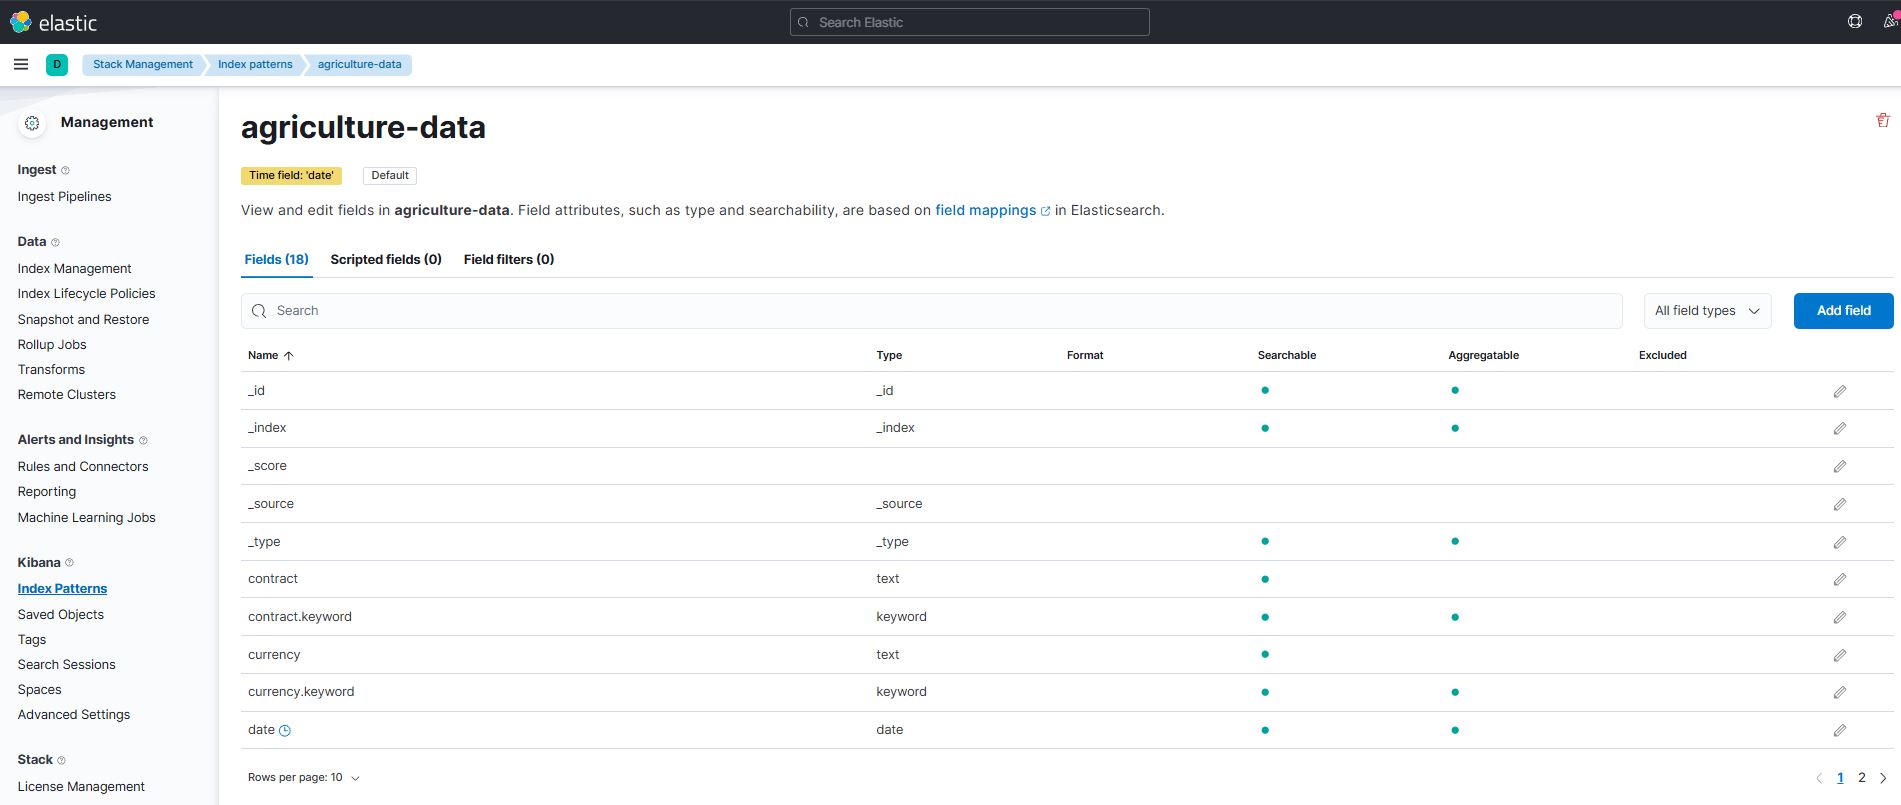 elastic
Search Elastic
D
Stack Management
Index patterns
agriculture-data
Management
Ingest
Ingest Pipelines
Data
Index Management
Index Lifecycle Policies
Snapshot and Restore
Rollup Jobs
Transforms
Remote Clusters
Alerts and Insights
Rules and Connectors
Reporting
Machine Learning Jobs
Kibana
Index Patterns
Saved Objects
Tags
Search Sessions
Spaces
Advanced Settings
Stack
License Management
agriculture-data
Time field: 'date' Default
View and edit fields in agriculture-data. Field attributes, such as type and searchability, are based on field mappings in Elasticsearch.
Fields (18) Scripted fields (0) Field filters (0)
Search All field types Add field
Name Type Format Searchable Aggregatable Excluded
_id _id
_index _index
_score
_source _source
_type _type
contract text
contract.keyword keyword
currency text
currency.keyword keyword
date date
Rows per page: 10 1 2